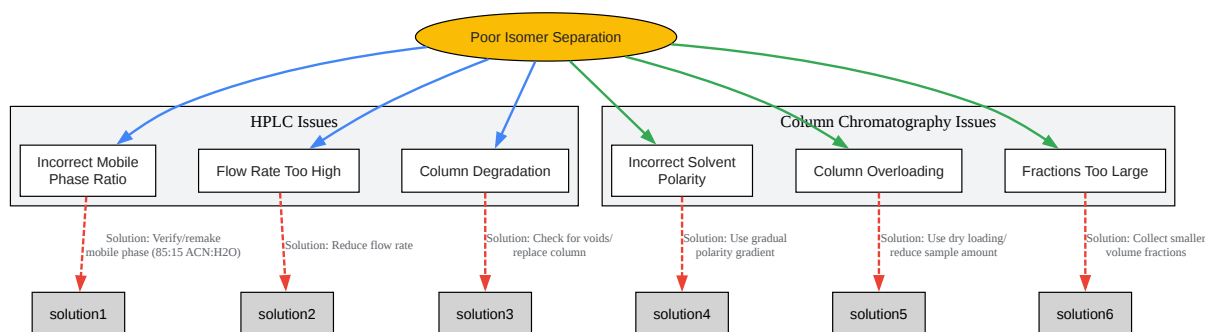 Poor Isomer Separation
HPLC Issues
Column Chromatography Issues
Incorrect Mobile
Phase Ratio
Flow Rate Too High
Column Degradation
Incorrect Solvent
Polarity
Column Overloading
Fractions Too Large
Solution: Verify/remake
mobile phase (85:15 ACN:H2O)
Solution: Reduce flow rate
Solution: Check for voids/
replace column
Solution: Use gradual
polarity gradient
Solution: Use dry loading/
reduce sample amount
Solution: Collect smaller
volume fractions
solution1
solution2
solution3
solution4
solution5
solution6